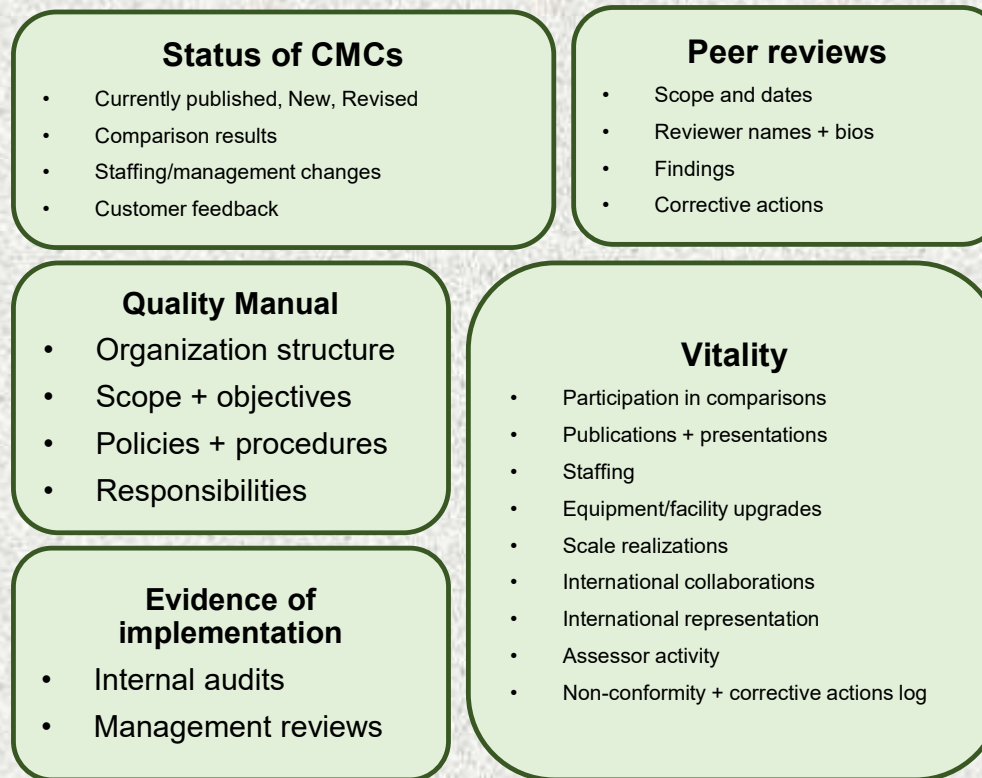 Status of CMCs
• Currently published, New, Revised
• Comparison results
• Staffing/management changes
• Customer feedback
Peer reviews
• Scope and dates
• Reviewer names + bios
• Findings
• Corrective actions
Quality Manual
• Organization structure
• Scope + objectives
• Policies + procedures
• Responsibilities
Vitality
• Participation in comparisons
• Publications + presentations
• Staffing
• Equipment/facility upgrades
• Scale realizations
• International collaborations
• International representation
• Assessor activity
• Non-conformity + corrective actions log
Evidence of
implementation
• Internal audits
• Management reviews